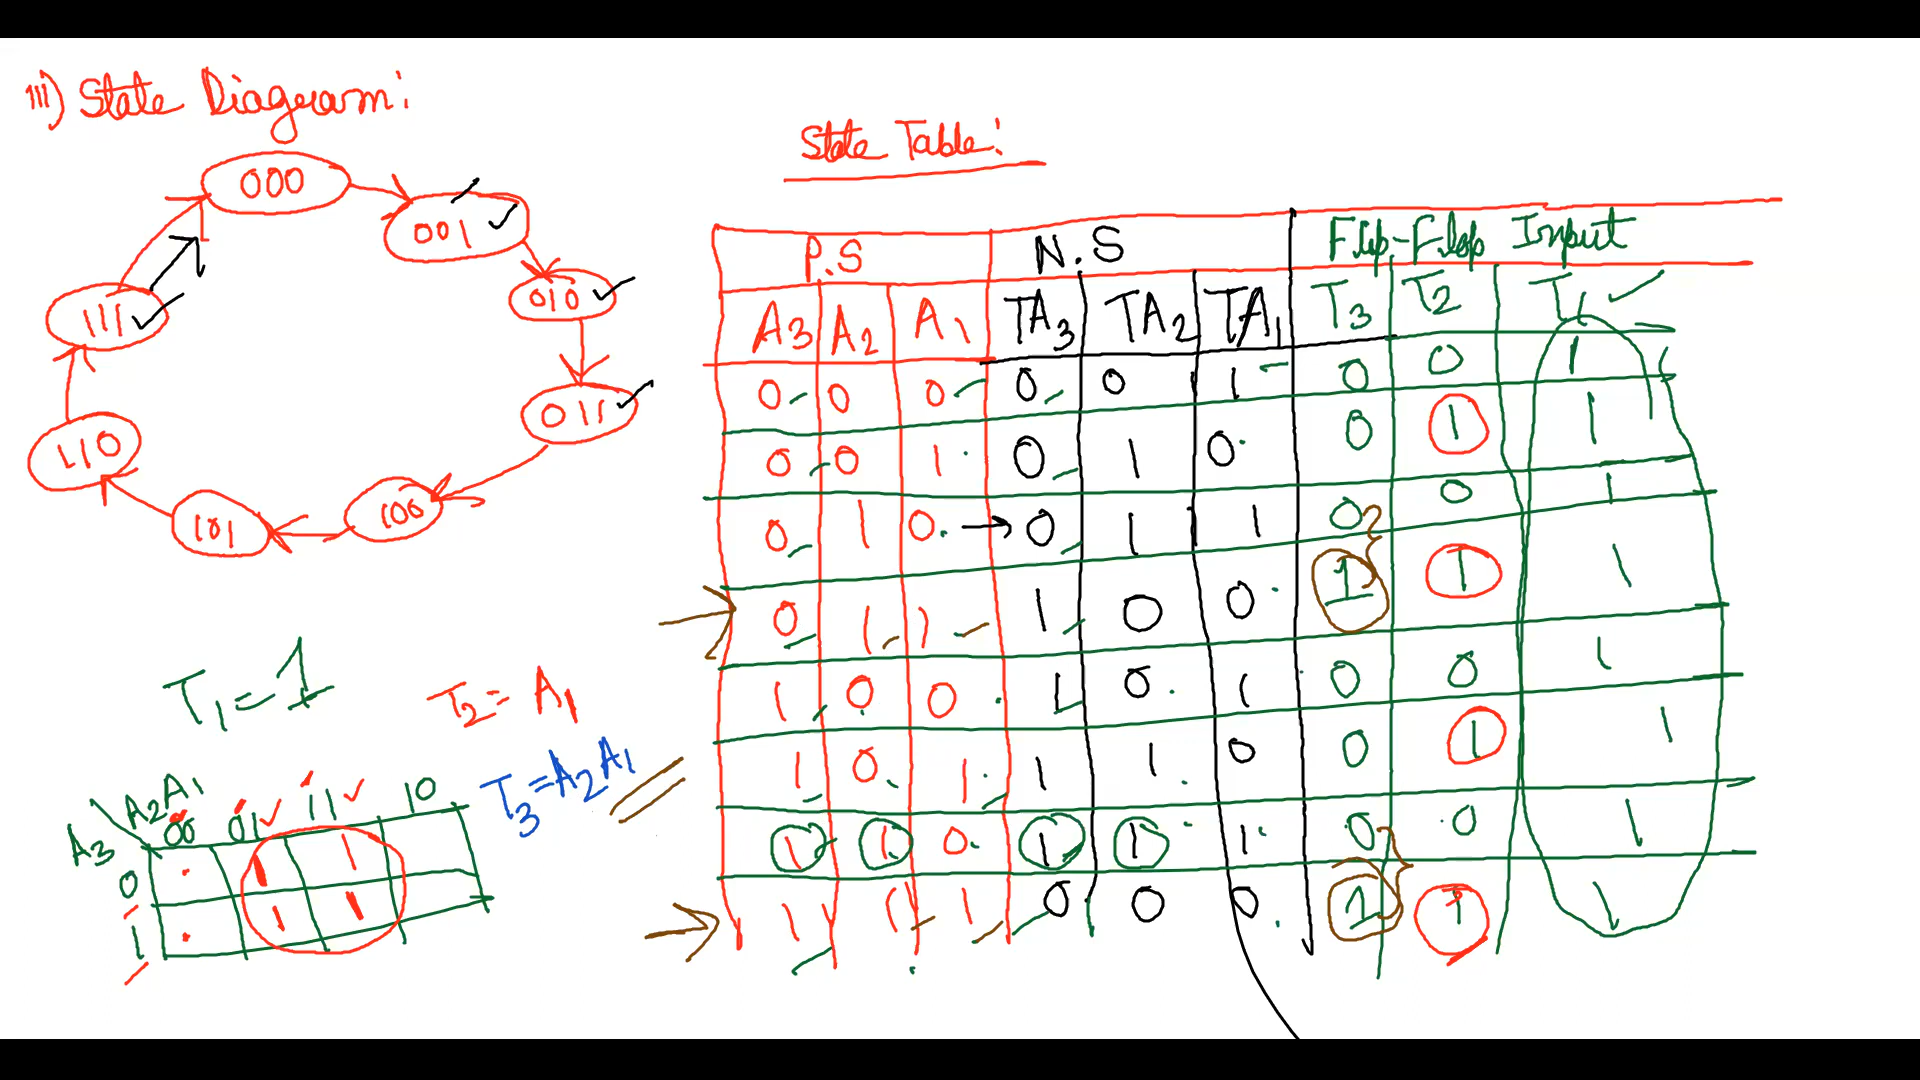 III) State Diagram:
000
001
010
011
100
101
110
111
State Table:
P.S N.S Flip-Flop Input
A3 A2 A1 TA3 TA2 TA1 T3 T2 T1
0 0 0 0 0 1 0 0 1
0 0 1 0 1 0 0 1 1
0 1 0 → 0 1 1 0 0 1
0 1 1 1 0 0 1 1 1
1 0 0 1 0 1 0 0 1
1 0 1 1 1 0 0 1 1
1 1 0 1 1 1 0 0 1
1 1 1 0 0 0 1 1 1
T1 = 1
T2 = A1
T3 = A2A1
A2A1
A3 00 01 11 10
0 1 1
1 1 1